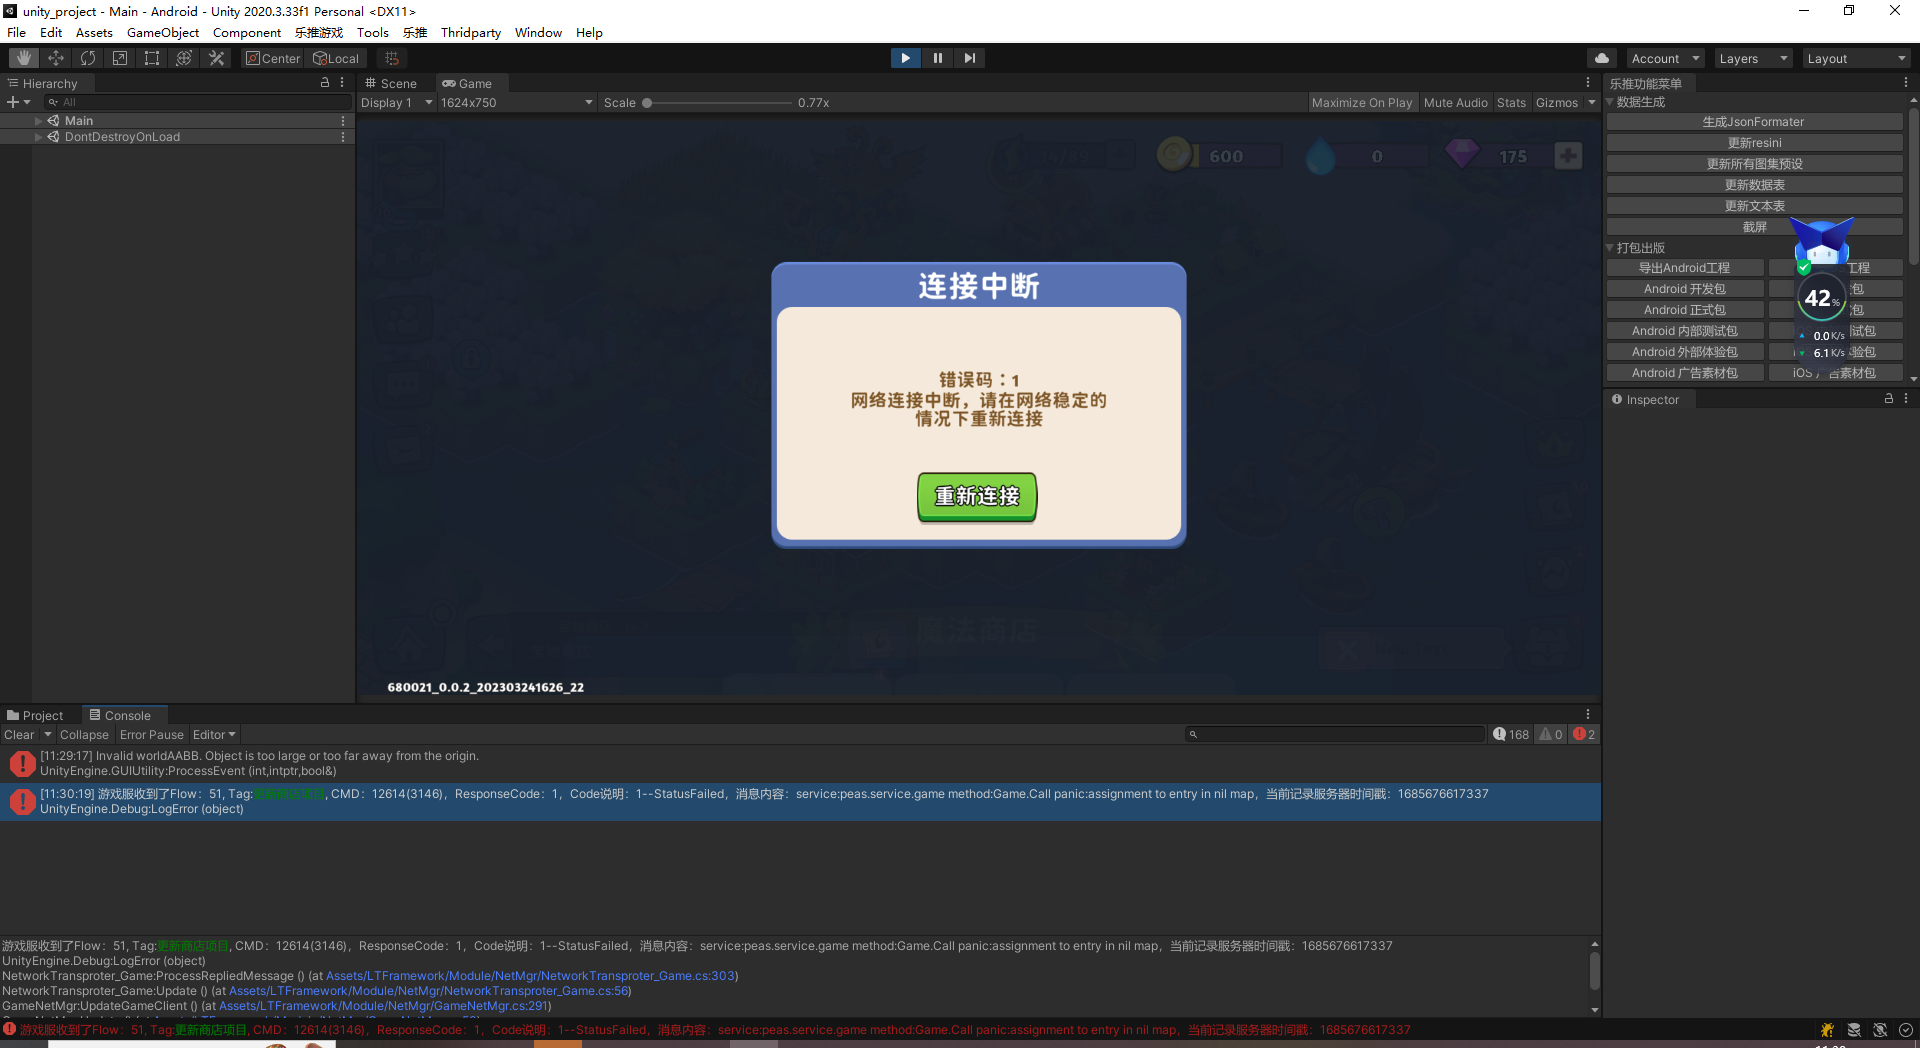 unity_project - Main - Android - Unity 2020.3.33f1 Personal <DX11>
File Edit Assets GameObject Component 乐推游戏 Tools 乐推 Thridparty Window Help
Center Local
Account Layers Layout
Hierarchy
All
Main
DontDestroyOnLoad
Scene Game
Display 1 1624x750 Scale 0.77x Maximize On Play Mute Audio Stats Gizmos
600 0 175
连接中断
错误码：1
网络连接中断，请在网络稳定的
情况下重新连接
重新连接
魔法商店
680021_0.0.2_202303241626_22
乐推功能菜单
数据生成
生成JsonFormater
更新resini
更新所有图集预设
更新数据表
更新文本表
截屏
打包出版
导出Android工程 工程
Android 开发包 包
Android 正式包 式包
Android 内部测试包 试包
Android 外部体验包 验包
Android 广告素材包 iOS 广告素材包
42%
0.0K/s
6.1K/s
Inspector
Project Console
Clear Collapse Error Pause Editor 168 0 2
[11:29:17] Invalid worldAABB. Object is too large or too far away from the origin.
UnityEngine.GUIUtility:ProcessEvent (int,intptr,bool&)
[11:30:19] 游戏服收到了Flow：51, Tag:更新商店项目, CMD：12614(3146)，ResponseCode：1，Code说明：1--StatusFailed，消息内容：service:peas.service.game method:Game.Call panic:assignment to entry in nil map，当前记录服务器时间戳：1685676617337
UnityEngine.Debug:LogError (object)
游戏服收到了Flow：51, Tag:更新商店项目, CMD：12614(3146)，ResponseCode：1，Code说明：1--StatusFailed，消息内容：service:peas.service.game method:Game.Call panic:assignment to entry in nil map，当前记录服务器时间戳：1685676617337
UnityEngine.Debug:LogError (object)
NetworkTransproter_Game:ProcessRepliedMessage () (at Assets/LTFramework/Module/NetMgr/NetworkTransproter_Game.cs:303)
NetworkTransproter_Game:Update () (at Assets/LTFramework/Module/NetMgr/NetworkTransproter_Game.cs:56)
GameNetMgr:UpdateGameClient () (at Assets/LTFramework/Module/NetMgr/GameNetMgr.cs:291)
游戏服收到了Flow：51, Tag:更新商店项目, CMD：12614(3146)，ResponseCode：1，Code说明：1--StatusFailed，消息内容：service:peas.service.game method:Game.Call panic:assignment to entry in nil map，当前记录服务器时间戳：1685676617337